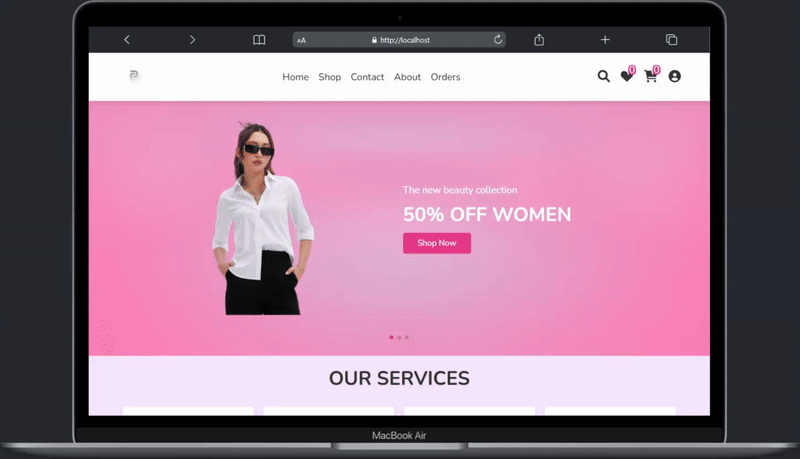 AA http://localhost
Home Shop Contact About Orders
0 0
The new beauty collection
50% OFF WOMEN
Shop Now
OUR SERVICES
MacBook Air